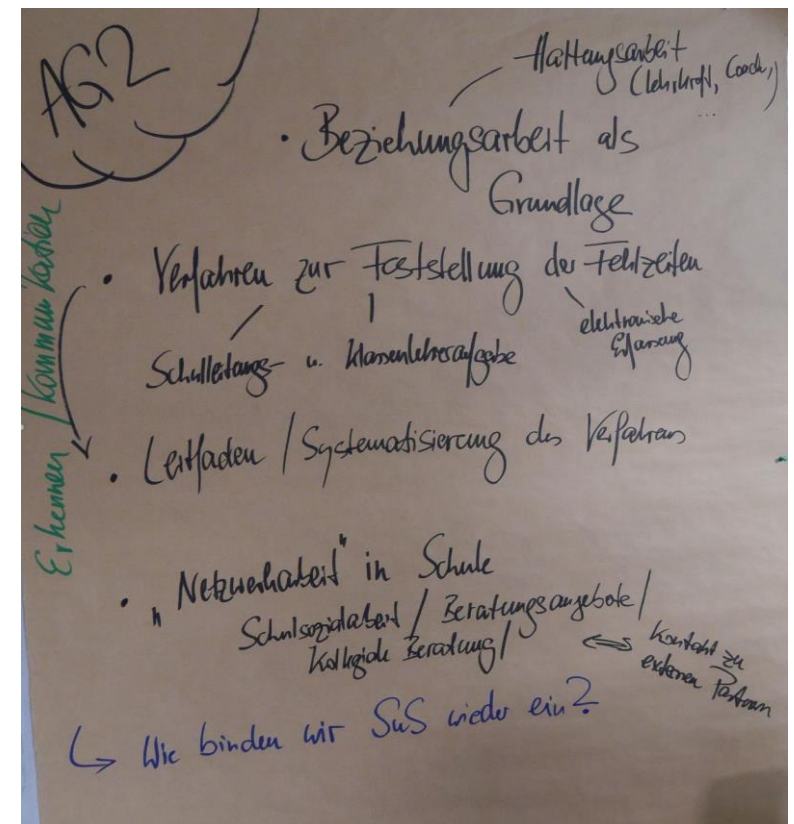 AG2
Haltungsarbeit
(Lehrkraft, Coach,)
...
• Beziehungsarbeit als
Grundlage
• Verfahren zur Feststellung der Fehlzeiten
elektronische
Erfassung
Schulleitungs- u. Klassenlehreraufgabe
Erkennen / Kommunikation
• Leitfaden / Systematisierung des Verfahrens
• "Netzwerkarbeit" in Schule
Schulsozialarbeit / Beratungsangebote /
Kollegiale Beratung /
⇔ Kontakt zu
externen Partnern
↳ Wie binden wir SuS wieder ein?